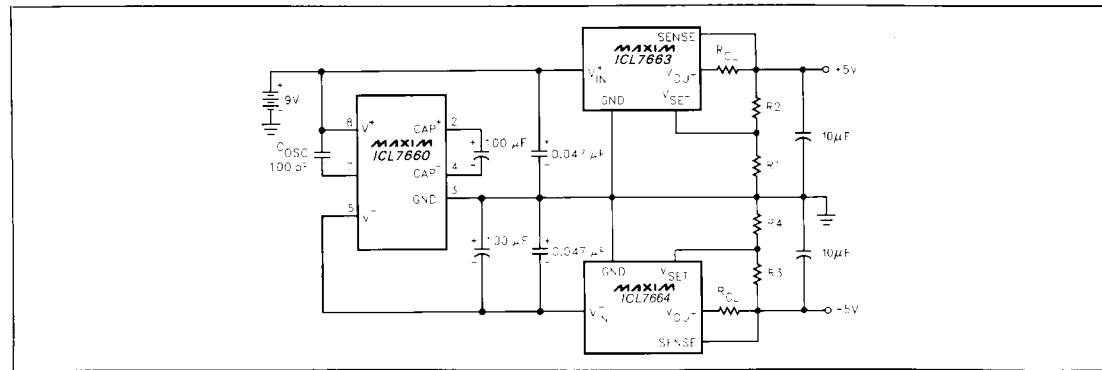 SENSE
MAXIM
ICL7663
V+IN
VOUT
RCL
+5V
GND
VSET
R2
9V
8
V+
CAP+
2
MAXIM
ICL7660
COSC
100 pF
7
100 µF
0.047 µF
CAP-
4
R1
10µF
GND
3
5
V-
R4
100 µF
0.047 µF
GND
VSET
R3
10µF
MAXIM
ICL7664
V-IN
VOUT
RCL
-5V
SENSE